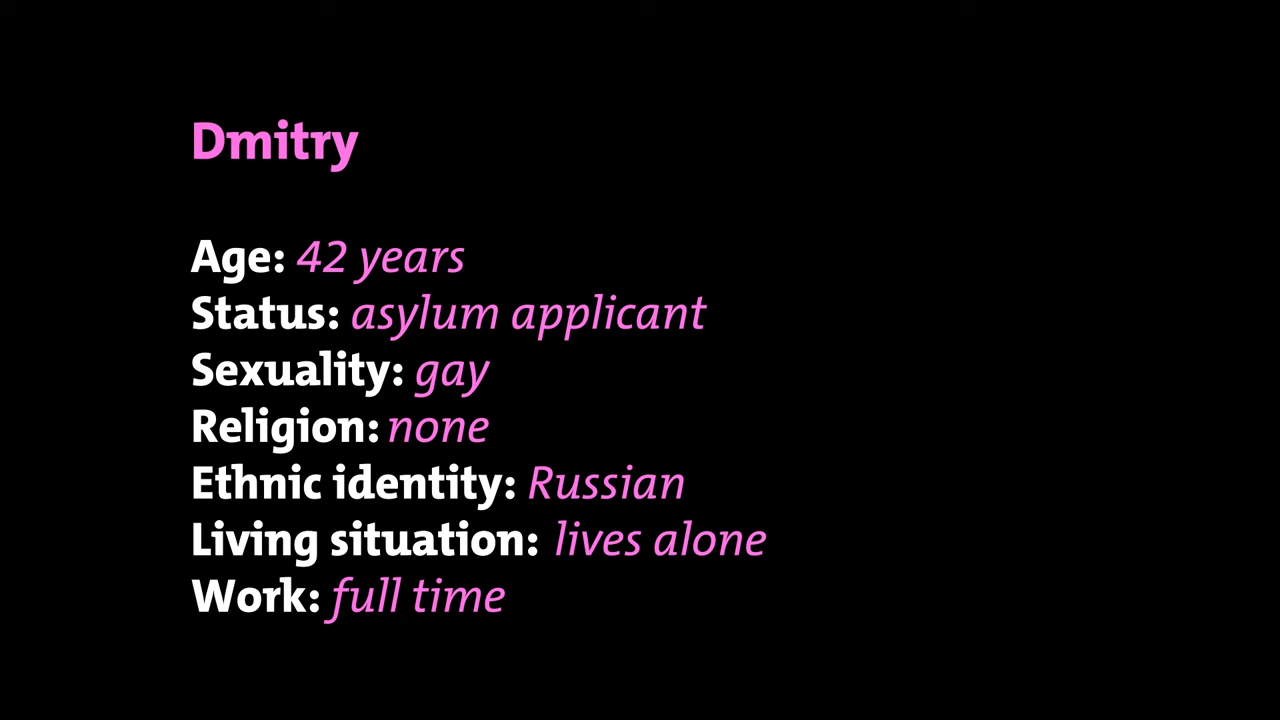 Dmitry
Age: 42 years
Status: asylum applicant
Sexuality: gay
Religion: none
Ethnic identity: Russian
Living situation: lives alone
Work: full time